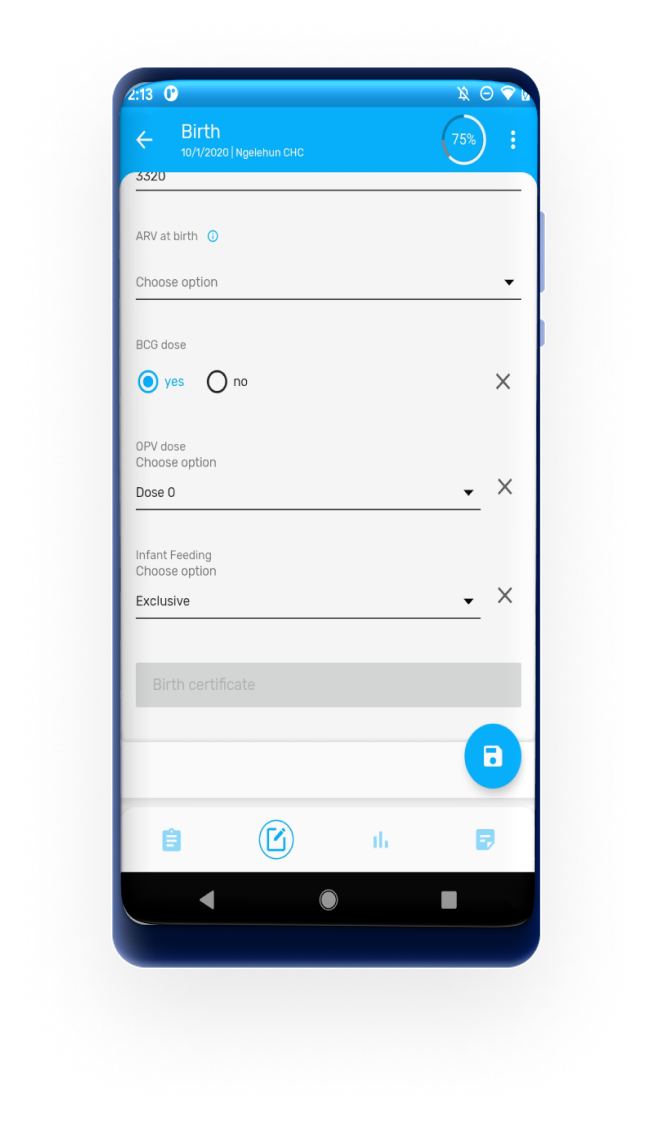 2:13
Birth
10/1/2020 | Ngelehun CHC
75%
3320
ARV at birth
Choose option
BCG dose
yes
no
OPV dose
Choose option
Dose 0
Infant Feeding
Choose option
Exclusive
Birth certificate